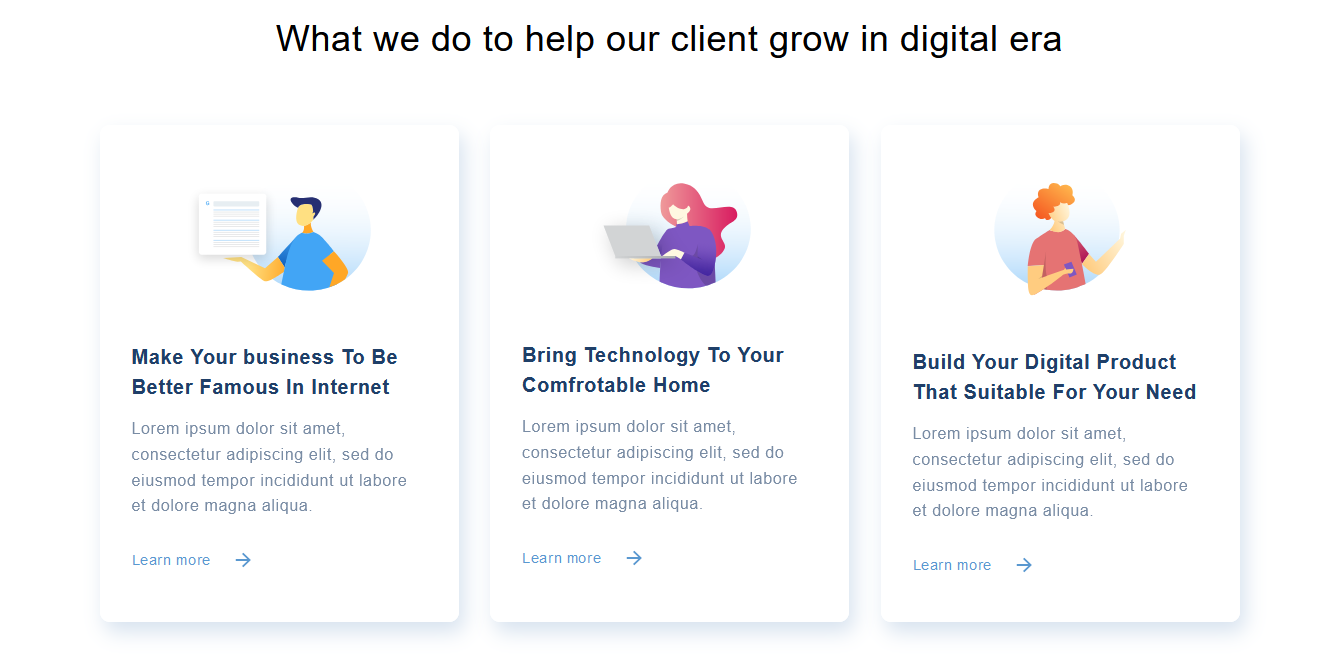 What we do to help our client grow in digital era
Make Your business To Be
Better Famous In Internet
Lorem ipsum dolor sit amet,
consectetur adipiscing elit, sed do
eiusmod tempor incididunt ut labore
et dolore magna aliqua.
Learn more
Bring Technology To Your
Comfrotable Home
Lorem ipsum dolor sit amet,
consectetur adipiscing elit, sed do
eiusmod tempor incididunt ut labore
et dolore magna aliqua.
Learn more
Build Your Digital Product
That Suitable For Your Need
Lorem ipsum dolor sit amet,
consectetur adipiscing elit, sed do
eiusmod tempor incididunt ut labore
et dolore magna aliqua.
Learn more